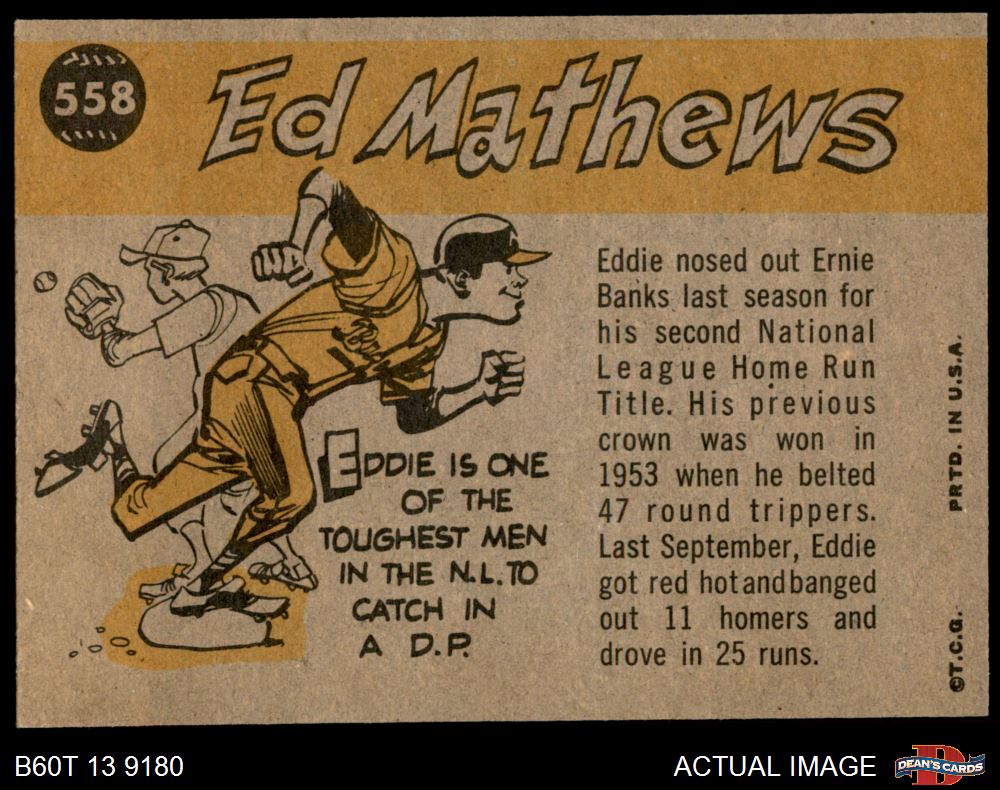 558
Ed Mathews
EDDIE IS ONE
OF THE
TOUGHEST MEN
IN THE N.L. TO
CATCH IN
A D.P.
Eddie nosed out Ernie
Banks last season for
his second National
League Home Run
Title. His previous
crown was won in
1953 when he belted
47 round trippers.
Last September, Eddie
got red hot and banged
out 11 homers and
drove in 25 runs.
©T.C.G. PRTD. IN U.S.A.
B60T 13 9180
ACTUAL IMAGE
DEAN'S CARDS